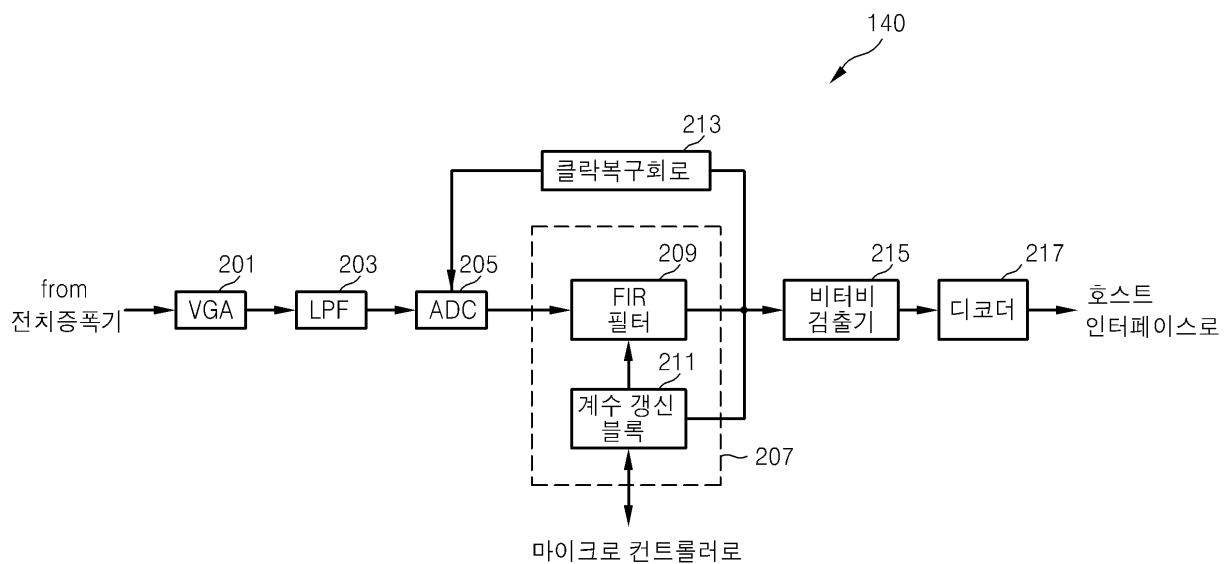 140
213
클락복구회로
from
전치증폭기
201
VGA
203
LPF
205
ADC
209
FIR
필터
215
비터비
검출기
217
디코더
호스트
인터페이스로
211
계수 갱신
블록
207
마이크로 컨트롤러로